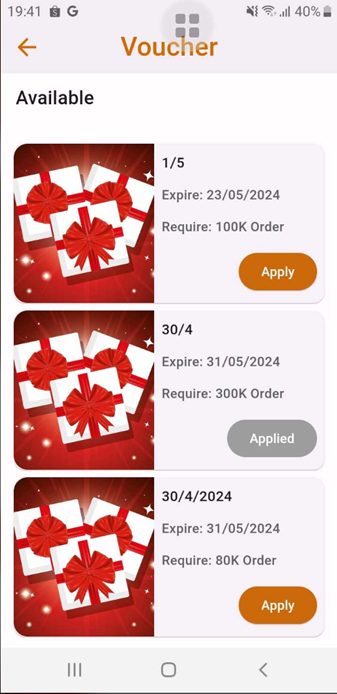 19:41 G 40%
Voucher
Available
1/5
Expire: 23/05/2024
Require: 100K Order
Apply
30/4
Expire: 31/05/2024
Require: 300K Order
Applied
30/4/2024
Expire: 31/05/2024
Require: 80K Order
Apply